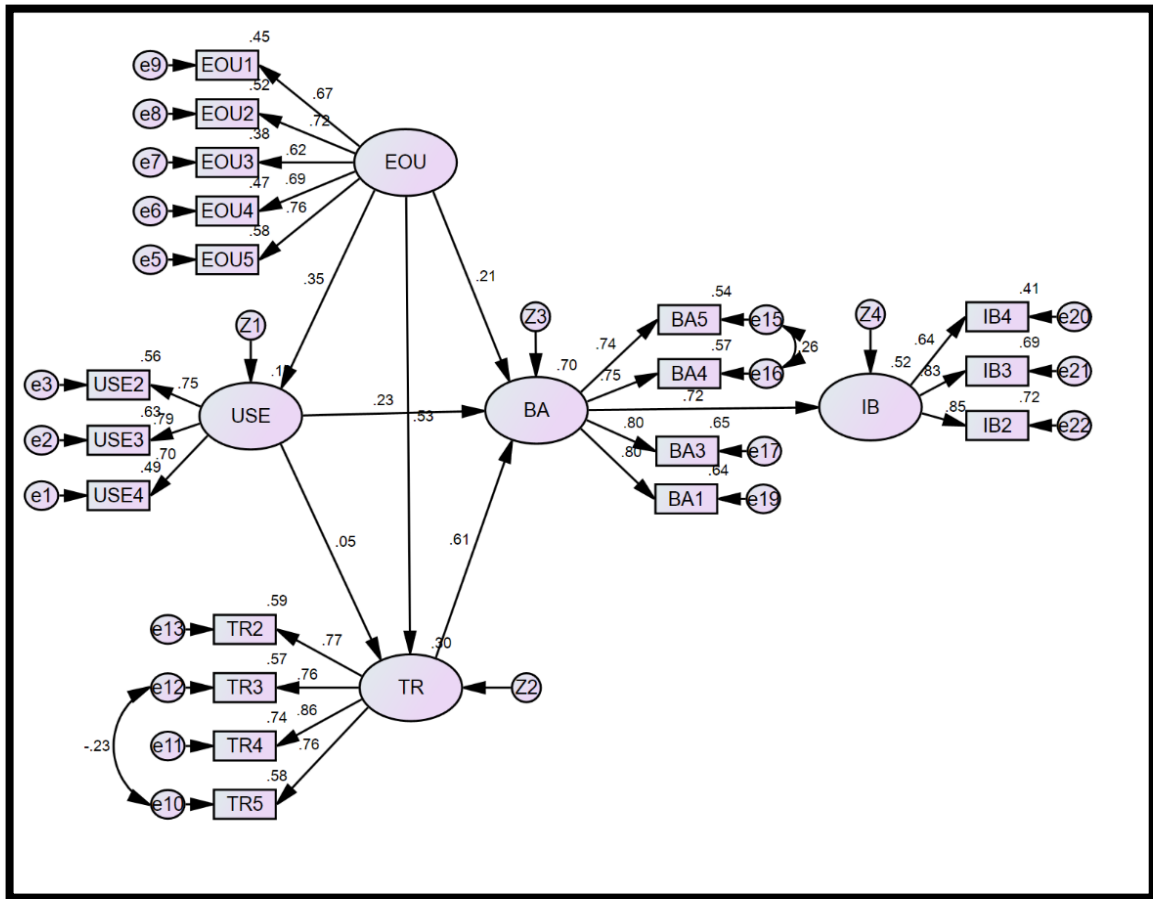 .45
e9 EOU1
.67
.52
e8 EOU2
.72
.38
e7 EOU3
.62
EOU
.47
e6 EOU4
.69
.76
.58
e5 EOU5
.35
.21
Z1
Z3
Z4
.54
BA5
e15
.41
IB4
e20
.74
.26
.64
.57
BA4
e16
.75
.70
.52
.69
IB3
e21
.83
.56
e3 USE2
.75
.1
USE
.23
.53
BA
.72
IB
.85
.72
IB2
e22
.63
.79
e2 USE3
.80
.65
BA3
e17
.70
.49
e1 USE4
.80
.64
BA1
e19
.05
.61
.59
e13 TR2
.77
.30
.57
e12 TR3
.76
TR
Z2
-.23
.74
.86
e11 TR4
.76
.58
e10 TR5